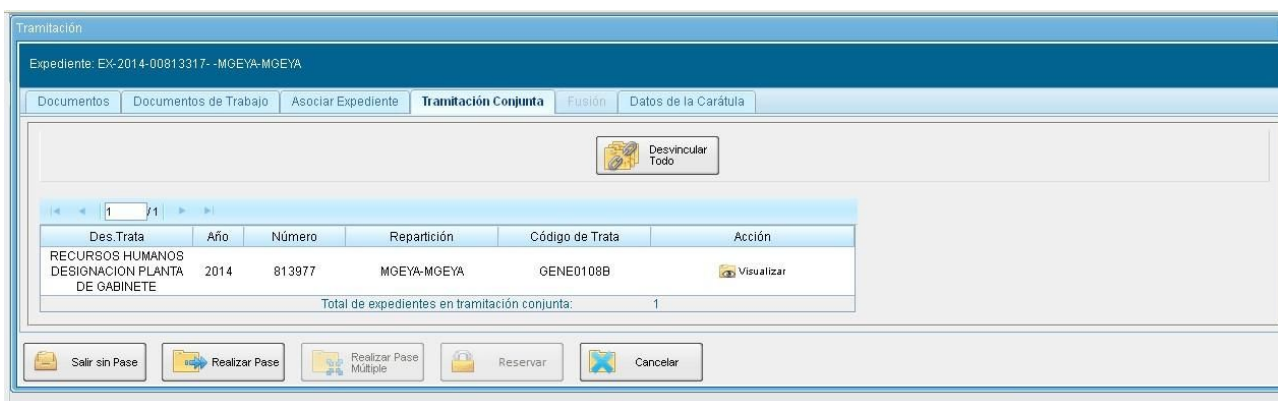 Tramitación
Expediente: EX-2014-00813317- -MGEYA-MGEYA
Documentos Documentos de Trabajo Asociar Expediente Tramitación Conjunta Fusión Datos de la Carátula
Desvincular
Todo
1 /1
Des.Trata Año Número Repartición Código de Trata Acción
RECURSOS HUMANOS
DESIGNACION PLANTA 2014 813977 MGEYA-MGEYA GENE0108B Visualizar
DE GABINETE
Total de expedientes en tramitación conjunta: 1
Salir sin Pase Realizar Pase Realizar Pase Reservar Cancelar
Múltiple